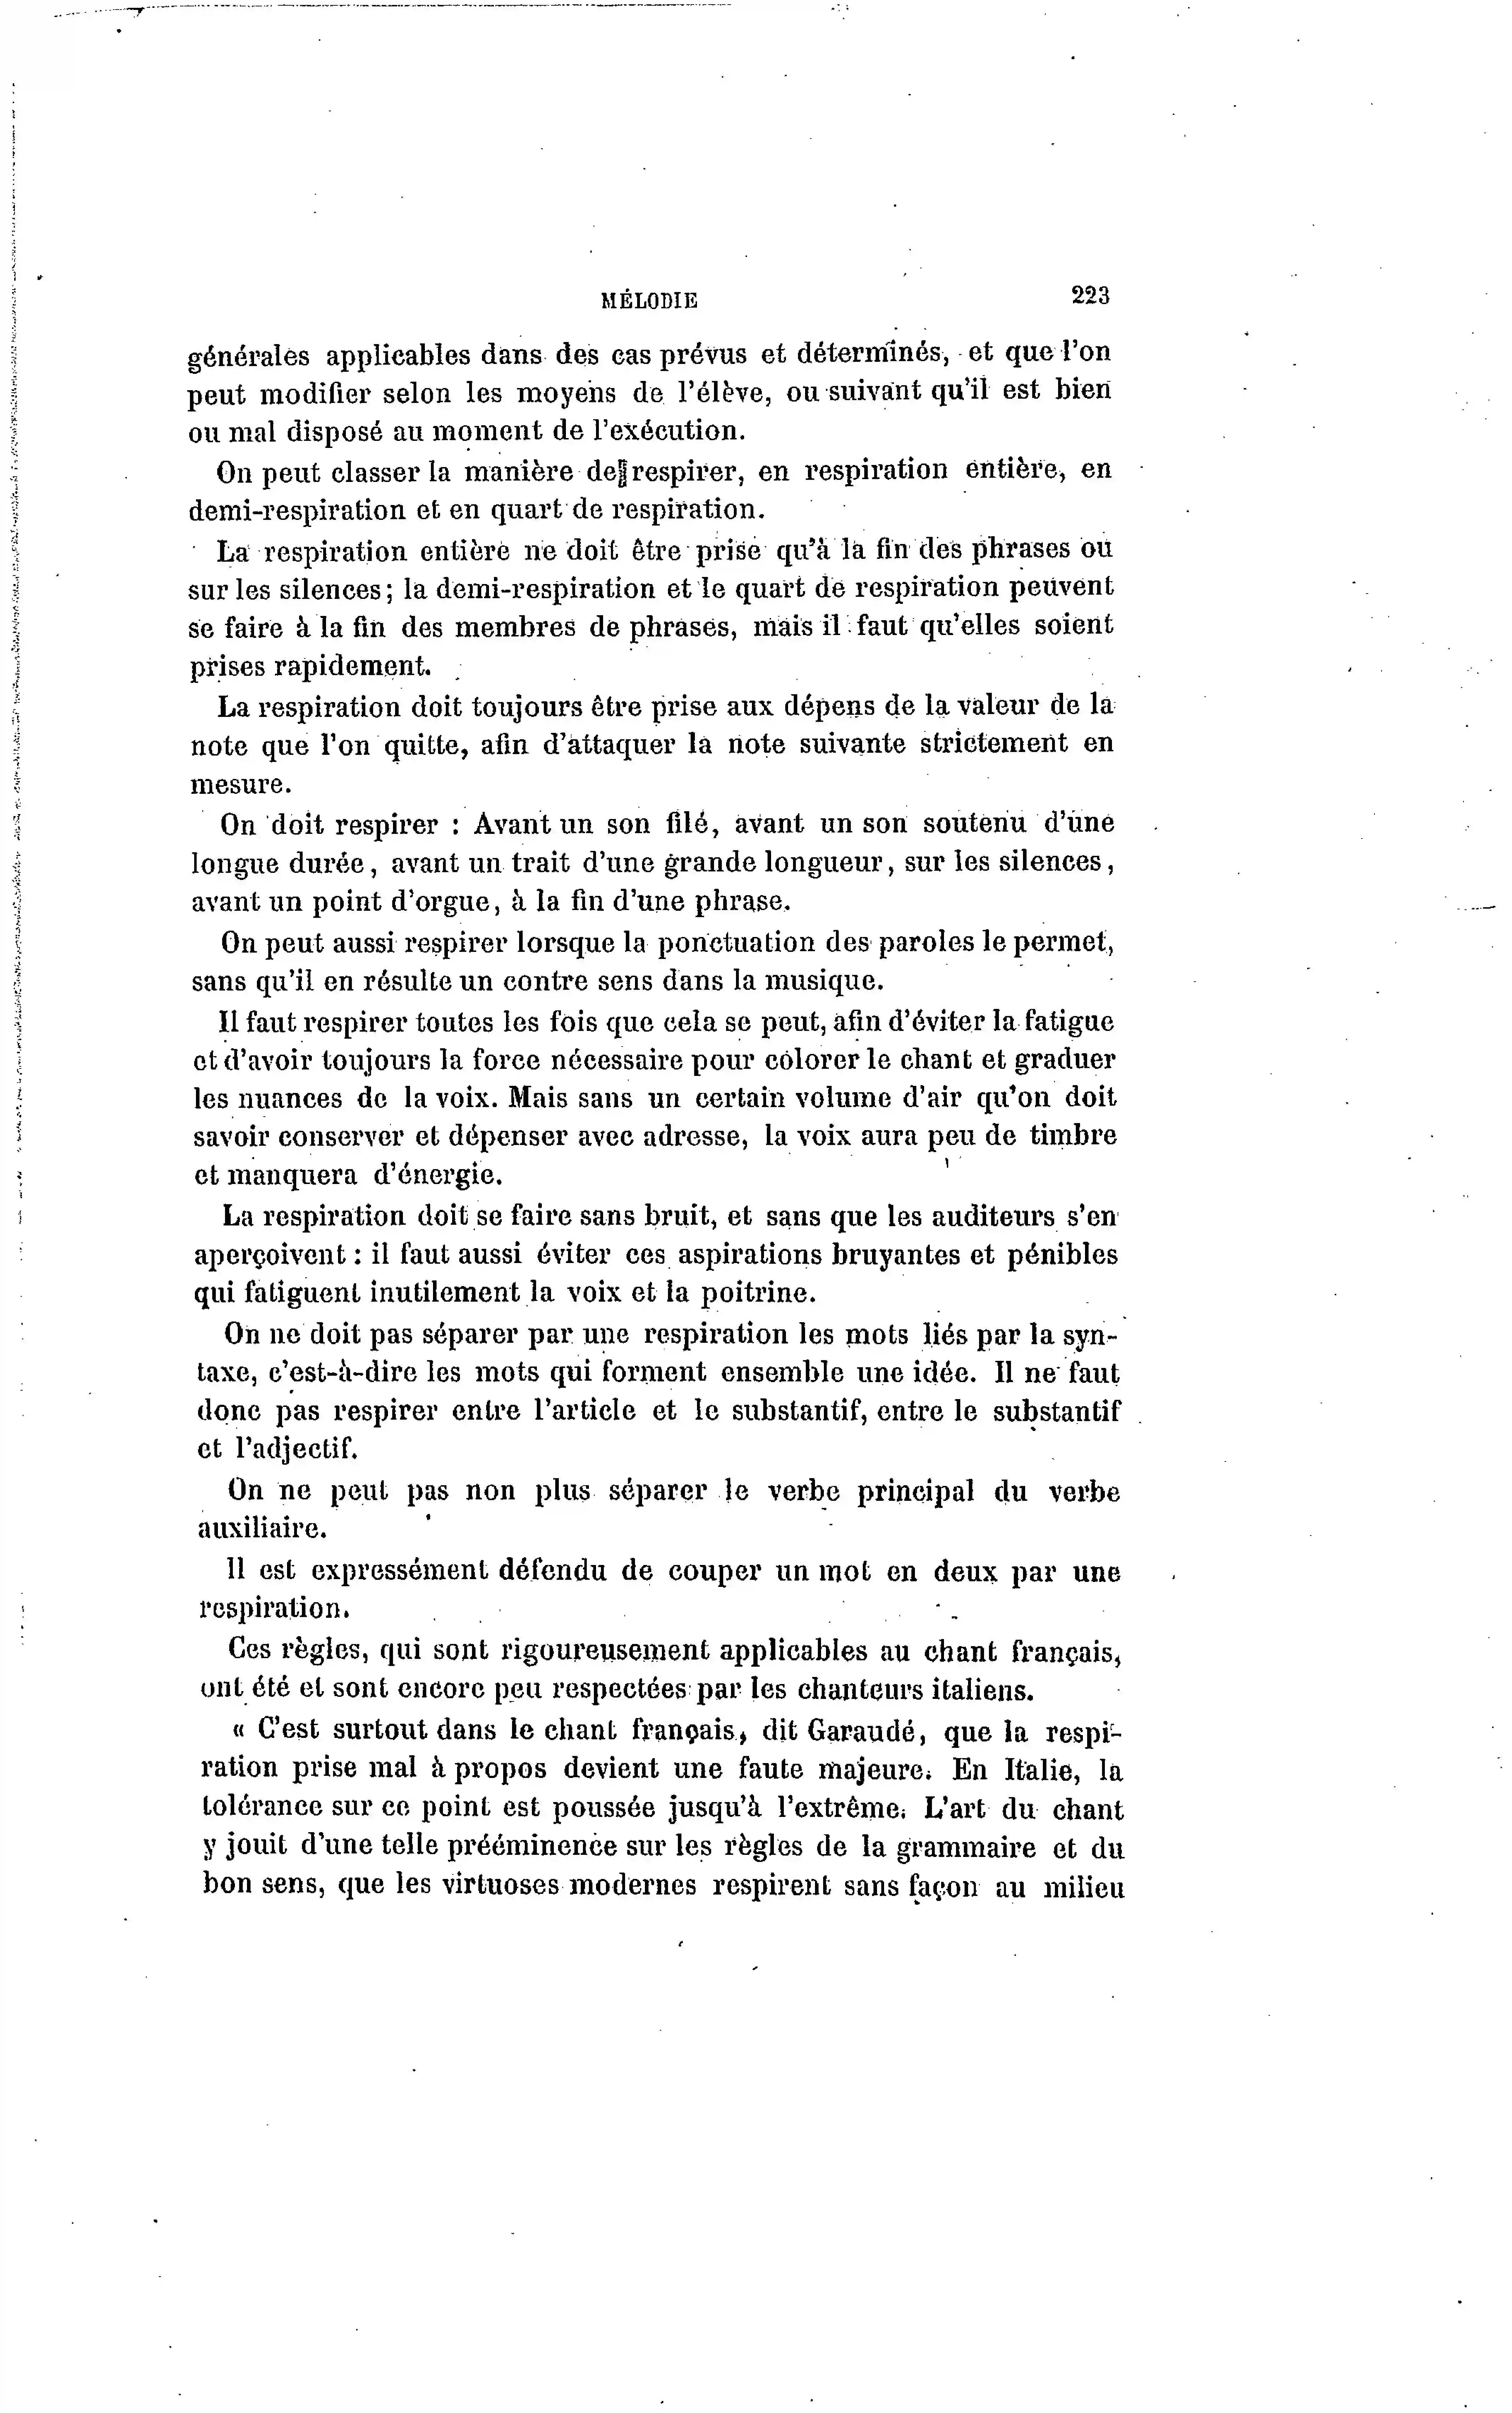 MÉLODIE 223
générales applicables dans des cas prévus et déterminés, et que l'on
peut modifier selon les moyens de l'élève, ou suivant qu'il est bien
ou mal disposé au moment de l'exécution.
On peut classer la manière de respirer, en respiration entière, en
demi-respiration et en quart de respiration.
La respiration entière ne doit être prise qu'à la fin des phrases ou
sur les silences; la demi-respiration et le quart de respiration peuvent
se faire à la fin des membres de phrases, mais il faut qu'elles soient
prises rapidement.
La respiration doit toujours être prise aux dépens de la valeur de la
note que l'on quitte, afin d'attaquer la note suivante strictement en
mesure.
On doit respirer : Avant un son filé, avant un son soutenu d'une
longue durée, avant un trait d'une grande longueur, sur les silences,
avant un point d'orgue, à la fin d'une phrase.
On peut aussi respirer lorsque la ponctuation des paroles le permet,
sans qu'il en résulte un contre sens dans la musique.
Il faut respirer toutes les fois que cela se peut, afin d'éviter la fatigue
et d'avoir toujours la force nécessaire pour colorer le chant et graduer
les nuances de la voix. Mais sans un certain volume d'air qu'on doit
savoir conserver et dépenser avec adresse, la voix aura peu de timbre
et manquera d'énergie.
La respiration doit se faire sans bruit, et sans que les auditeurs s'en
aperçoivent : il faut aussi éviter ces aspirations bruyantes et pénibles
qui fatiguent inutilement la voix et la poitrine.
On ne doit pas séparer par une respiration les mots liés par la syn-
taxe, c'est-à-dire les mots qui forment ensemble une idée. Il ne faut
donc pas respirer entre l'article et le substantif, entre le substantif
et l'adjectif.
On ne peut pas non plus séparer le verbe principal du verbe
auxiliaire.
Il est expressément défendu de couper un mot en deux par une
respiration.
Ces règles, qui sont rigoureusement applicables au chant français,
ont été et sont encore peu respectées par les chanteurs italiens.
« C'est surtout dans le chant français, dit Garaudé, que la respi-
ration prise mal à propos devient une faute majeure. En Italie, la
tolérance sur ce point est poussée jusqu'à l'extrême. L'art du chant
y jouit d'une telle prééminence sur les règles de la grammaire et du
bon sens, que les virtuoses modernes respirent sans façon au milieu